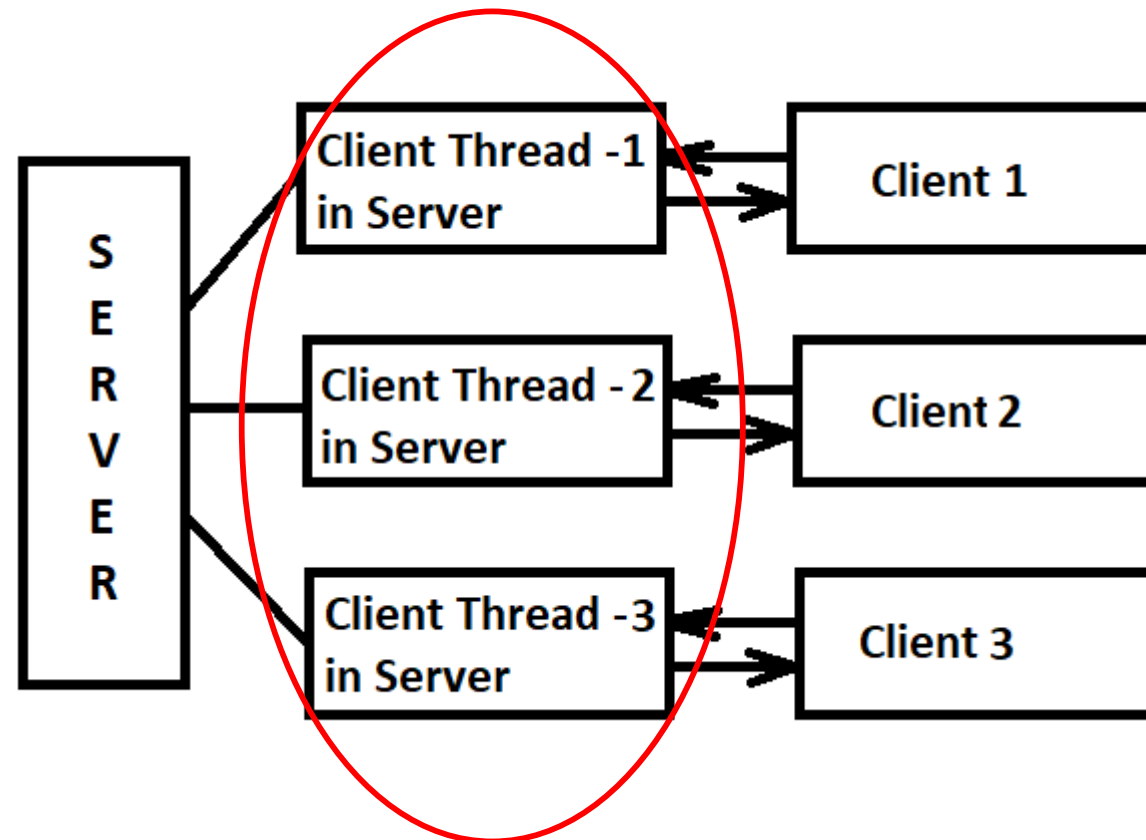 S
E
R
V
E
R
Client Thread -1
in Server
Client 1
Client Thread -2
in Server
Client 2
Client Thread -3
in Server
Client 3